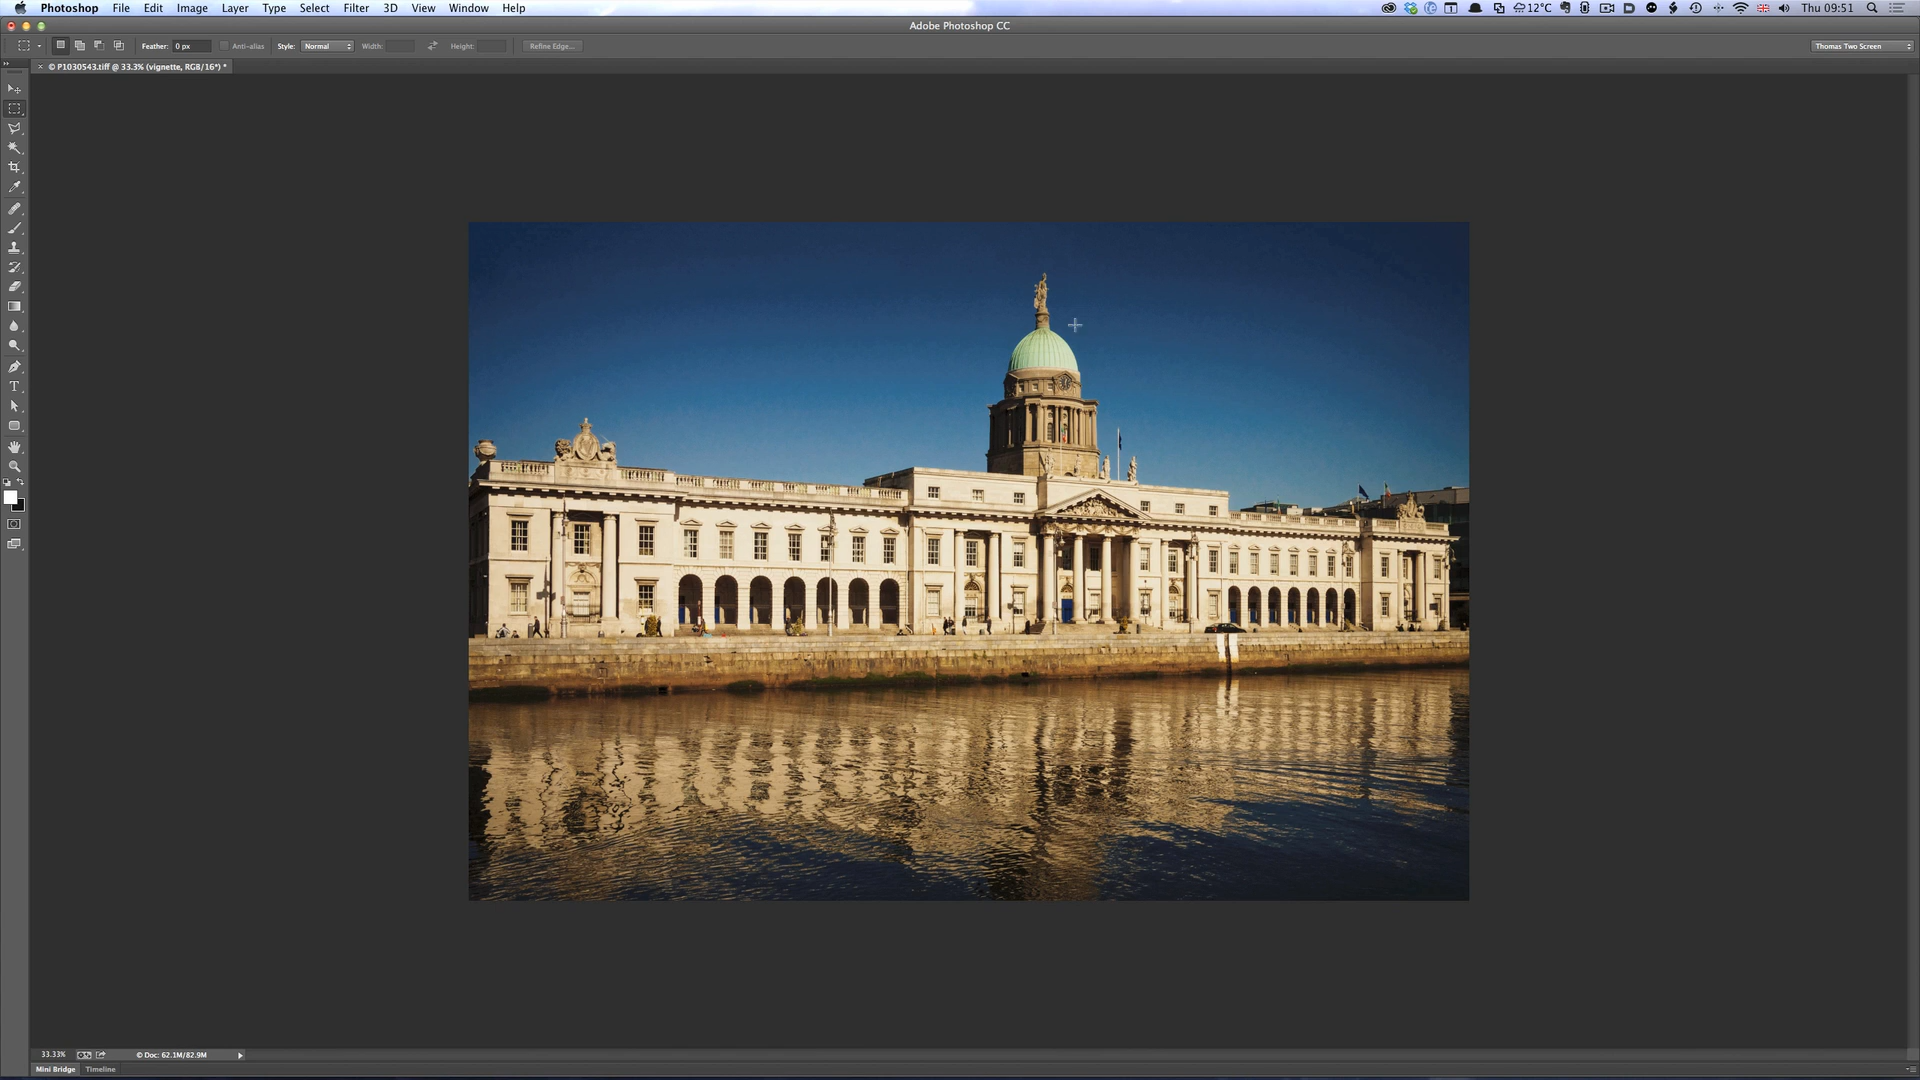 Photoshop File Edit Image Layer Type Select Filter 3D View Window Help 12°C Thu 09:51
Adobe Photoshop CC
Feather: 0 px Anti-alias Style: Normal Width: Height: Refine Edge... Thomas Two Screen
× © P1030543.tiff @ 33.3% (vignette, RGB/16*) *
T
33.33% © Doc: 62.1M/82.9M
Mini Bridge Timeline